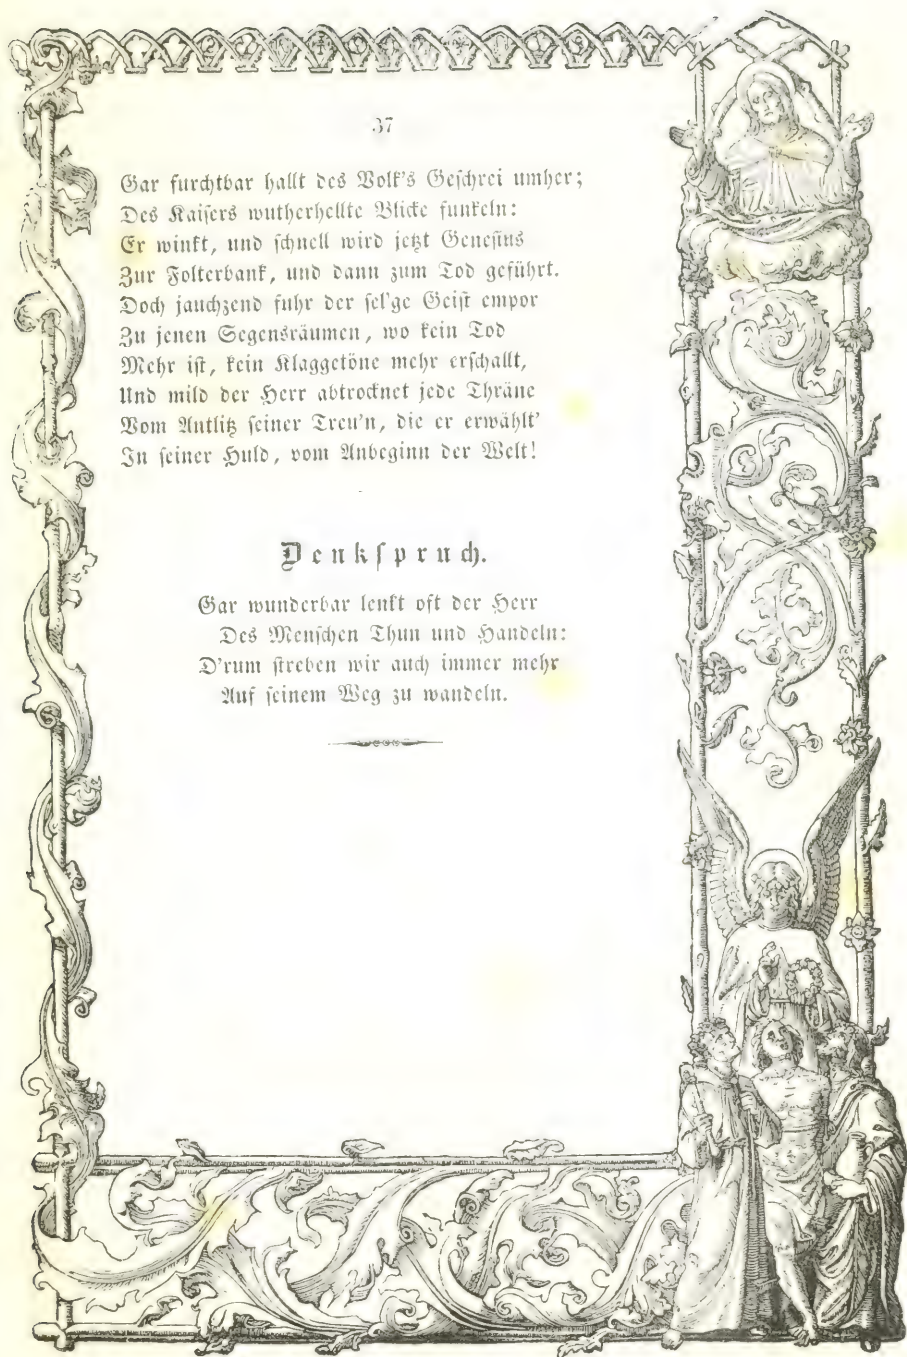 37
Gar furchtbar hallt des Volk's Geschrei umher;
Des Kaisers wutherhellte Blicke funkeln:
Er winkt, und schnell wird jetzt Genesius
Zur Folterbank, und dann zum Tod geführt.
Doch jauchzend fuhr der sel'ge Geist empor
Zu jenen Segensräumen, wo kein Tod
Mehr ist, kein Klaggetöne mehr erschallt,
Und mild der Herr abtrocknet jede Thräne
Vom Antlitz seiner Treu'n, die er erwählt'
In seiner Huld, vom Anbeginn der Welt!
Denkspruch.
Gar wunderbar lenkt oft der Herr
Des Menschen Thun und Handeln:
D'rum streben wir auch immer mehr
Auf seinem Weg zu wandeln.